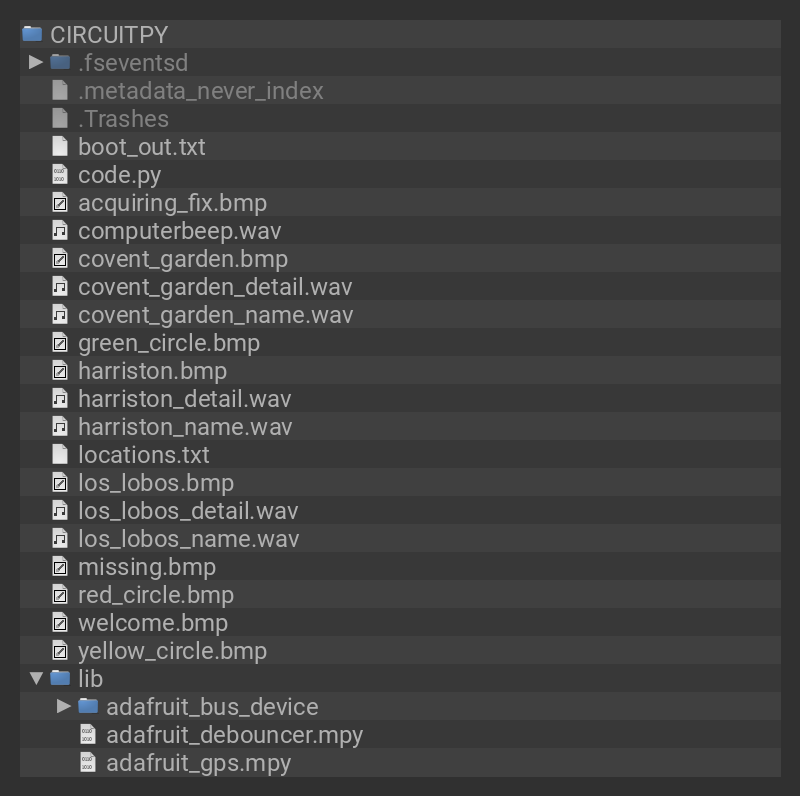 CIRCUITPY
.fseventsd
.metadata_never_index
.Trashes
boot_out.txt
code.py
acquiring_fix.bmp
computerbeep.wav
covent_garden.bmp
covent_garden_detail.wav
covent_garden_name.wav
green_circle.bmp
harriston.bmp
harriston_detail.wav
harriston_name.wav
locations.txt
los_lobos.bmp
los_lobos_detail.wav
los_lobos_name.wav
missing.bmp
red_circle.bmp
welcome.bmp
yellow_circle.bmp
lib
adafruit_bus_device
adafruit_debouncer.mpy
adafruit_gps.mpy